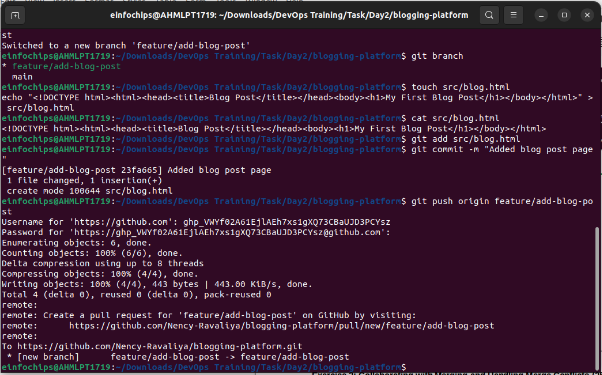 einfochips@AHMLPT1719: ~/Downloads/DevOps Training/Task/Day2/blogging-platform
st
Switched to a new branch 'feature/add-blog-post'
einfochips@AHMLPT1719:~/Downloads/DevOps Training/Task/Day2/blogging-platform$ git branch
* feature/add-blog-post
main
einfochips@AHMLPT1719:~/Downloads/DevOps Training/Task/Day2/blogging-platform$ touch src/blog.html
echo "<!DOCTYPE html><html><head><title>Blog Post</title></head><body><h1>My First Blog Post</h1></body></html>" >
src/blog.html
einfochips@AHMLPT1719:~/Downloads/DevOps Training/Task/Day2/blogging-platform$ cat src/blog.html
<!DOCTYPE html><html><head><title>Blog Post</title></head><body><h1>My First Blog Post</h1></body></html>
einfochips@AHMLPT1719:~/Downloads/DevOps Training/Task/Day2/blogging-platform$ git add src/blog.html
einfochips@AHMLPT1719:~/Downloads/DevOps Training/Task/Day2/blogging-platform$ git commit -m "Added blog post page
"
[feature/add-blog-post 23fa665] Added blog post page
1 file changed, 1 insertion(+)
create mode 100644 src/blog.html
einfochips@AHMLPT1719:~/Downloads/DevOps Training/Task/Day2/blogging-platform$ git push origin feature/add-blog-po
st
Username for 'https://github.com':
Password for
Enumerating objects: 6, done.
Counting objects: 100% (6/6), done.
Delta compression using up to 8 threads
Compressing objects: 100% (4/4), done.
Writing objects: 100% (4/4), 443 bytes | 443.00 KiB/s, done.
Total 4 (delta 0), reused 0 (delta 0), pack-reused 0
remote:
remote: Create a pull request for 'feature/add-blog-post' on GitHub by visiting:
remote: https://github.com/Nency-Ravaliya/blogging-platform/pull/new/feature/add-blog-post
remote:
To https://github.com/Nency-Ravaliya/blogging-platform.git
* [new branch] feature/add-blog-post -> feature/add-blog-post
einfochips@AHMLPT1719:~/Downloads/DevOps Training/Task/Day2/blogging-platform$